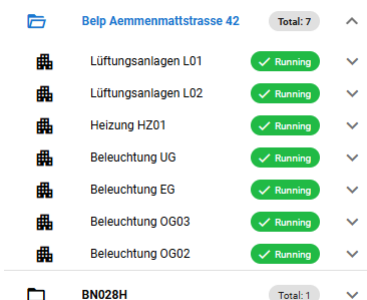 Belp Aemmenmattstrasse 42 Total: 7
Lüftungsanlagen L01 Running
Lüftungsanlagen L02 Running
Heizung HZ01 Running
Beleuchtung UG Running
Beleuchtung EG Running
Beleuchtung OG03 Running
Beleuchtung OG02 Running
BN028H Total: 1